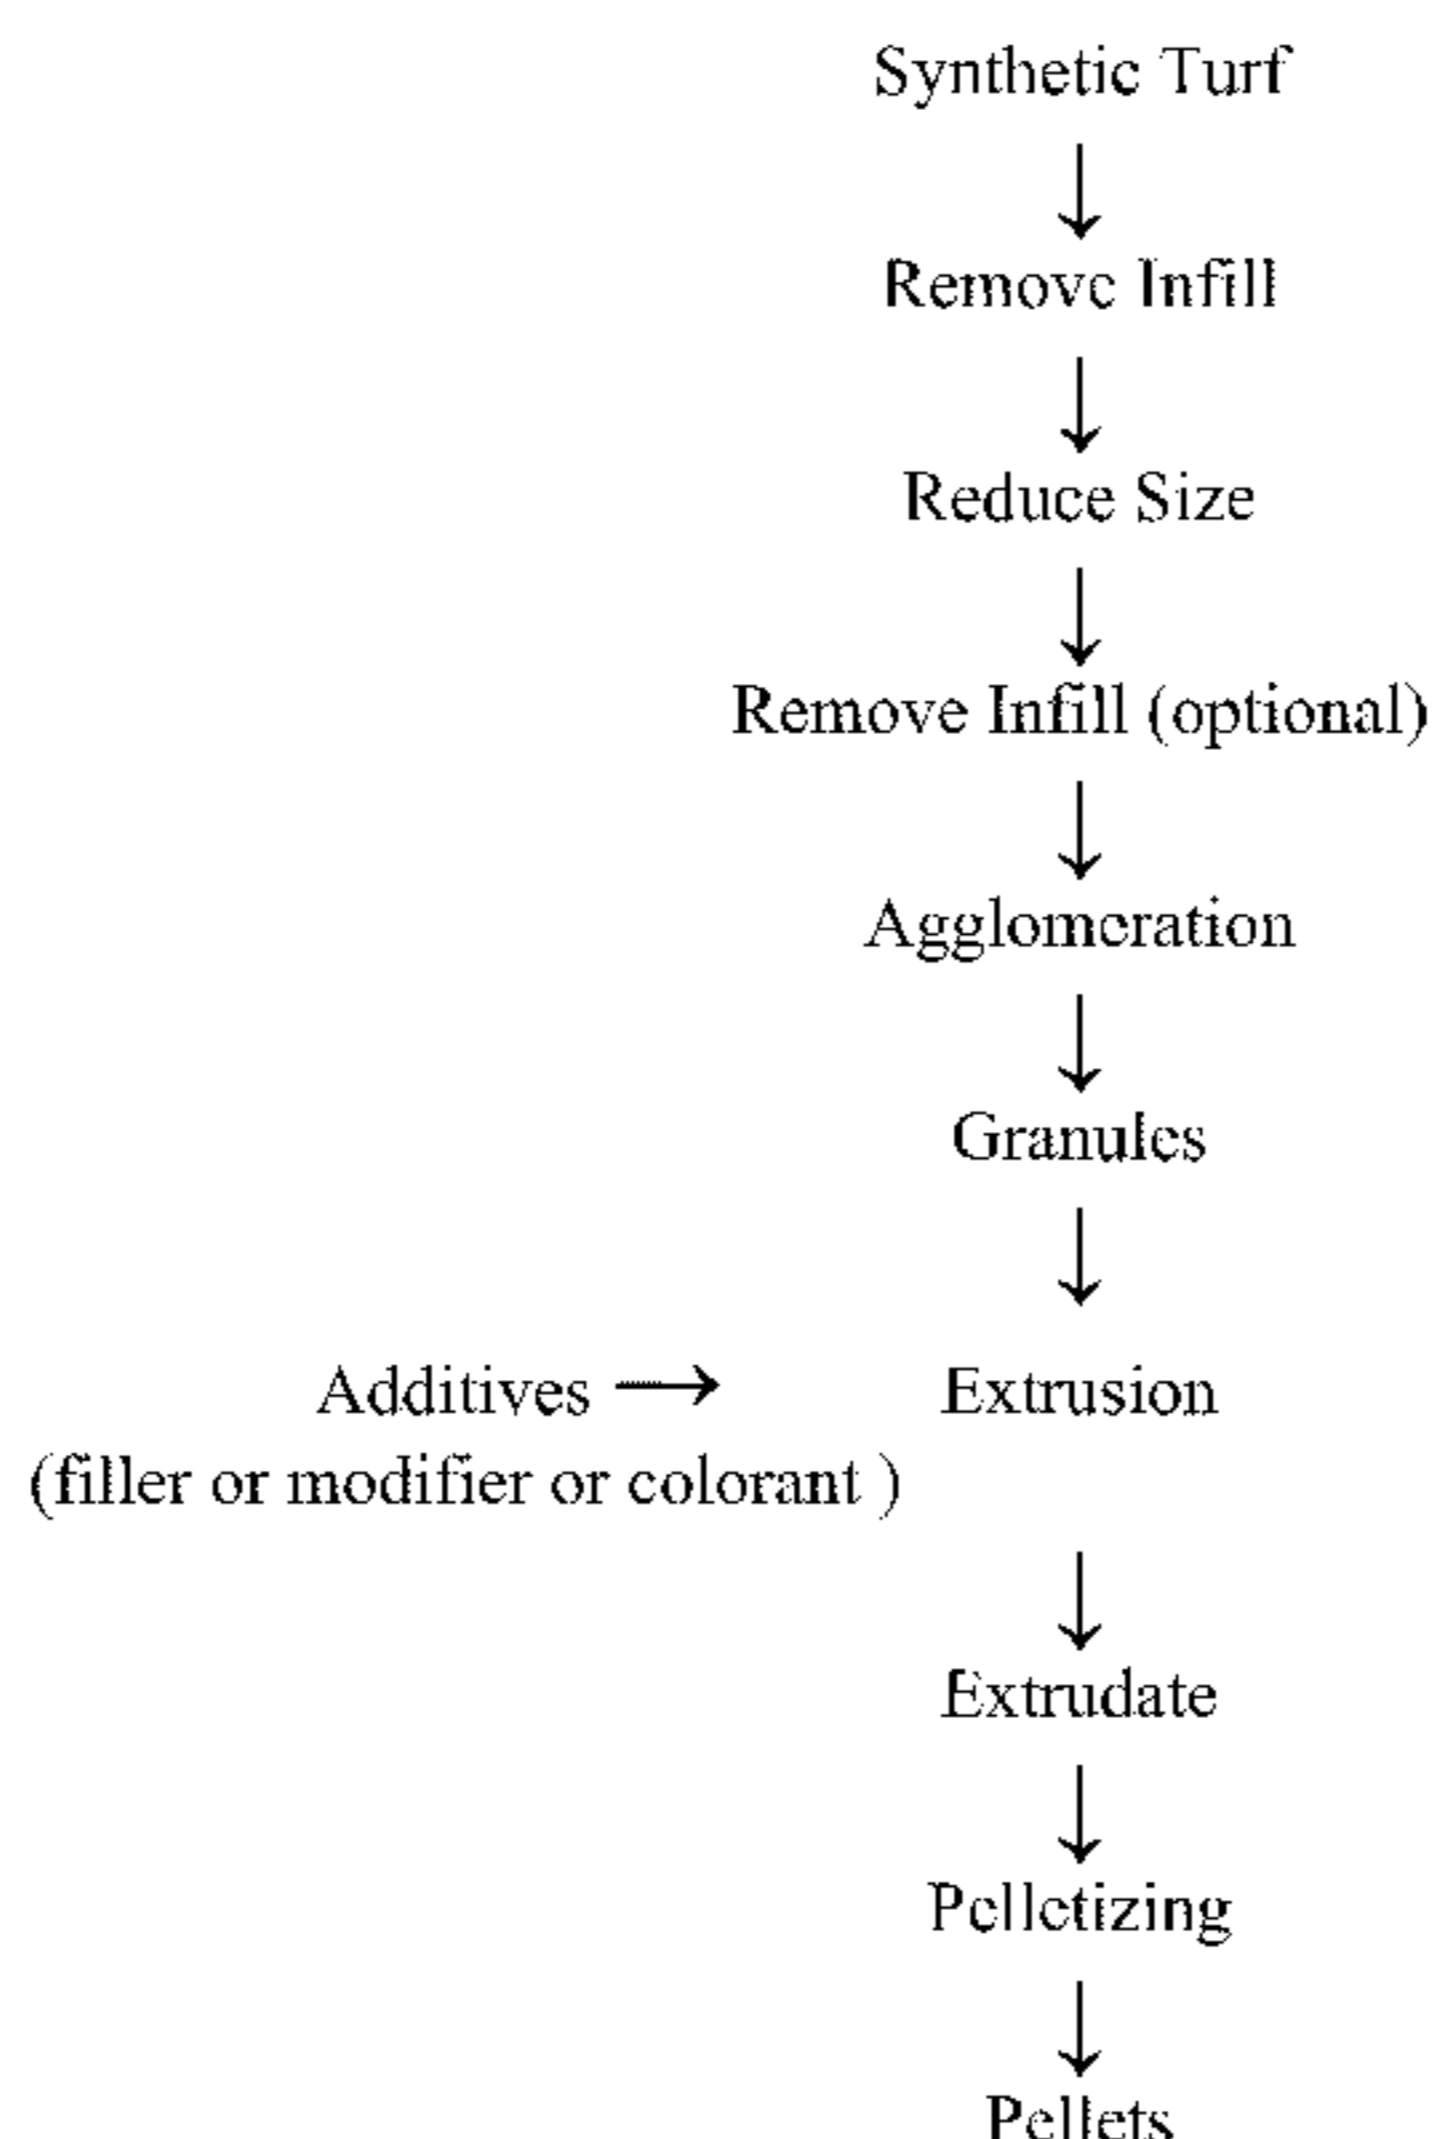 Synthetic Turf
↓
Remove Infill
↓
Reduce Size
↓
Remove Infill (optional)
↓
Agglomeration
↓
Granules
↓
Additives → Extrusion
(filler or modifier or colorant )
↓
Extrudate
↓
Pelletizing
↓
Pellets